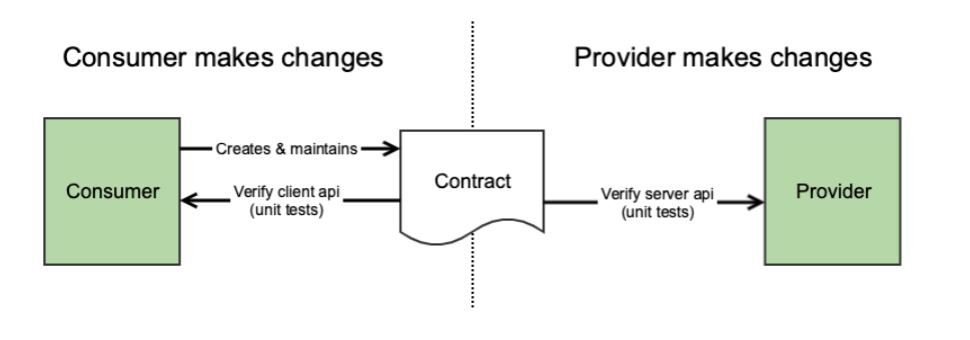 Consumer makes changes
Provider makes changes
Consumer
Creates & maintains
Verify client api
(unit tests)
Contract
Verify server api
(unit tests)
Provider